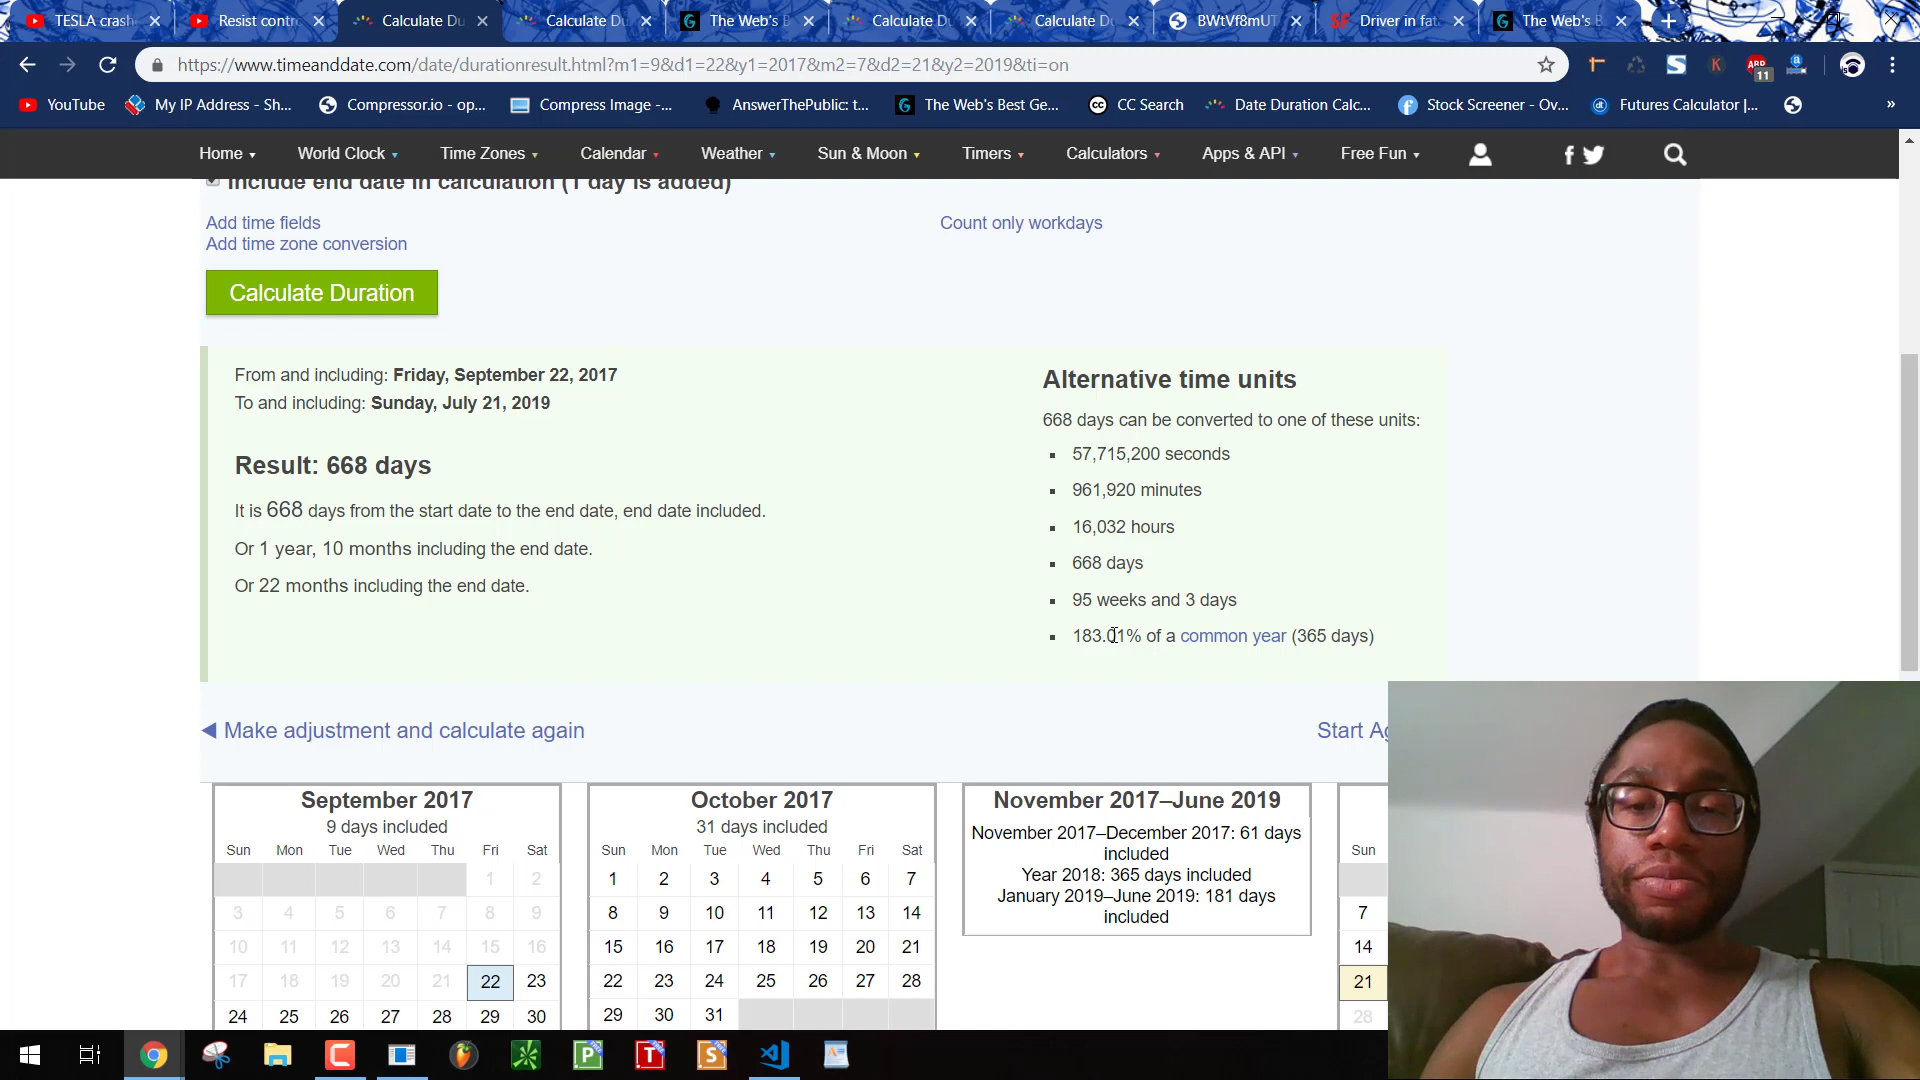 TESLA crash
Resist contr
Calculate Du
Calculate Du
The Web's B
Calculate D
Calculate D
BWtVf8mUT
Driver in fat
The Web's B
https://www.timeanddate.com/date/durationresult.html?m1=9&d1=22&y1=2017&m2=7&d2=21&y2=2019&ti=on
ABP
11
YouTube
My IP Address - Sh...
Compressor.io - op...
Compress Image -...
AnswerThePublic: t...
The Web's Best Ge...
CC Search
Date Duration Calc...
Stock Screener - Ov...
Futures Calculator |...
»
Home
World Clock
Time Zones
Calendar
Weather
Sun & Moon
Timers
Calculators
Apps & API
Free Fun
Include end date in calculation (1 day is added)
Add time fields
Count only workdays
Add time zone conversion
Calculate Duration
From and including: Friday, September 22, 2017
To and including: Sunday, July 21, 2019
Result: 668 days
It is 668 days from the start date to the end date, end date included.
Or 1 year, 10 months including the end date.
Or 22 months including the end date.
Alternative time units
668 days can be converted to one of these units:
57,715,200 seconds
961,920 minutes
16,032 hours
668 days
95 weeks and 3 days
183.01% of a common year (365 days)
Make adjustment and calculate again
Start Ag
September 2017
9 days included
Sun Mon Tue Wed Thu Fri Sat
1 2
3 4 5 6 7 8 9
10 11 12 13 14 15 16
17 18 19 20 21 22 23
24 25 26 27 28 29 30
October 2017
31 days included
Sun Mon Tue Wed Thu Fri Sat
1 2 3 4 5 6 7
8 9 10 11 12 13 14
15 16 17 18 19 20 21
22 23 24 25 26 27 28
29 30 31
November 2017–June 2019
November 2017–December 2017: 61 days
included
Year 2018: 365 days included
January 2019–June 2019: 181 days
included
Sun
7
14
21
28